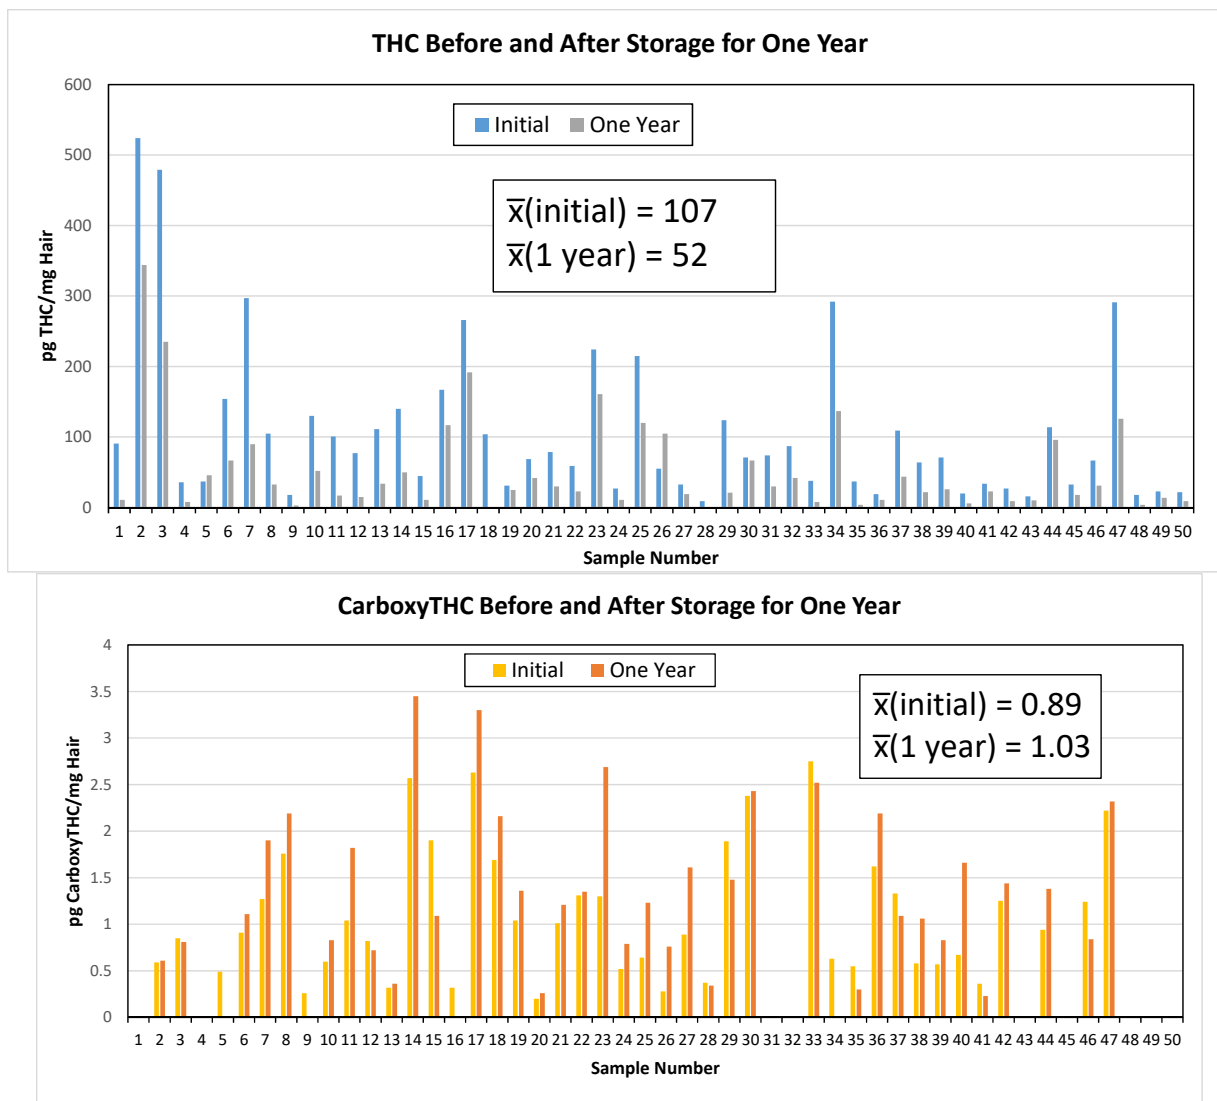 THC Before and After Storage for One Year
600
500
400
300
200
100
0
pg THC/mg Hair
Initial One Year
x̅(initial) = 107
x̅(1 year) = 52
1 2 3 4 5 6 7 8 9 10 11 12 13 14 15 16 17 18 19 20 21 22 23 24 25 26 27 28 29 30 31 32 33 34 35 36 37 38 39 40 41 42 43 44 45 46 47 48 49 50
Sample Number
CarboxyTHC Before and After Storage for One Year
4
3.5
3
2.5
2
1.5
1
0.5
0
pg CarboxyTHC/mg Hair
Initial One Year
x̅(initial) = 0.89
x̅(1 year) = 1.03
1 2 3 4 5 6 7 8 9 10 11 12 13 14 15 16 17 18 19 20 21 22 23 24 25 26 27 28 29 30 31 32 33 34 35 36 37 38 39 40 41 42 43 44 45 46 47 48 49 50
Sample Number